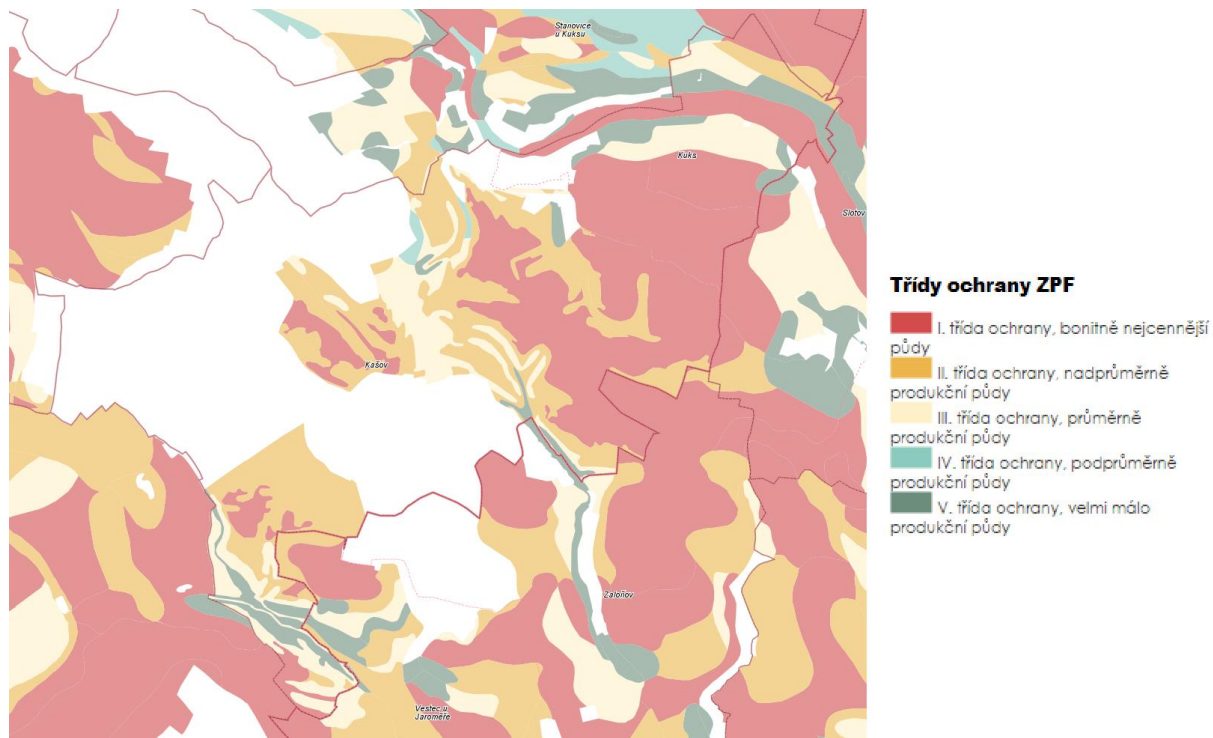 Stanovice
u Kuksu
Kuks
Slotov
Kašov
Zaloňov
Vestec u
Jaroměře
Třídy ochrany ZPF
I. třída ochrany, bonitně nejcennější
půdy
II. třída ochrany, nadprůměrně
produkční půdy
III. třída ochrany, průměrně
produkční půdy
IV. třída ochrany, podprůměrně
produkční půdy
V. třída ochrany, velmi málo
produkční půdy